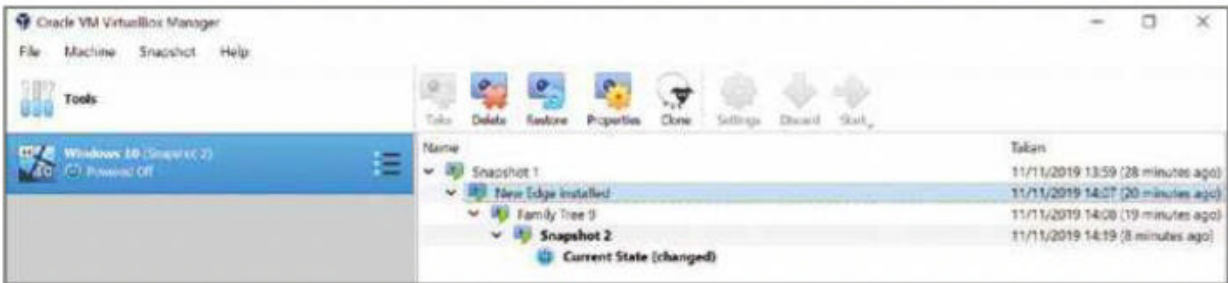 Oracle VM VirtualBox Manager
File Machine Snapshot Help
Tools
Take Delete Restore Properties Clone Settings Discard Start
Windows 10 (Snapshot 2)
Powered Off
Name Taken
Snapshot 1 11/11/2019 13:59 (28 minutes ago)
New Edge installed 11/11/2019 14:07 (20 minutes ago)
Family Tree 9 11/11/2019 14:08 (19 minutes ago)
Snapshot 2 11/11/2019 14:19 (8 minutes ago)
Current State (changed)